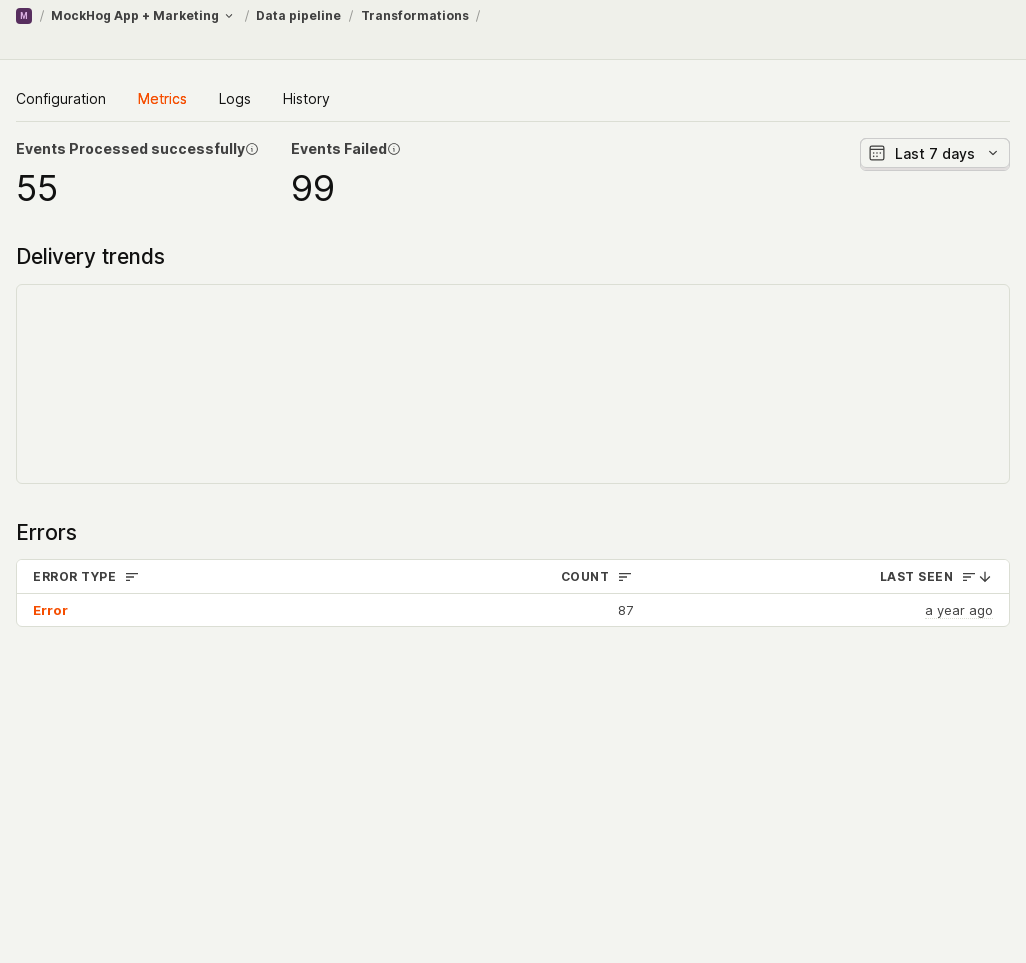 M / MockHog App + Marketing / Data pipeline / Transformations /
Configuration Metrics Logs History
Events Processed successfully Events Failed
Last 7 days
55 99
Delivery trends
Errors
ERROR TYPE COUNT LAST SEEN
Error 87 a year ago